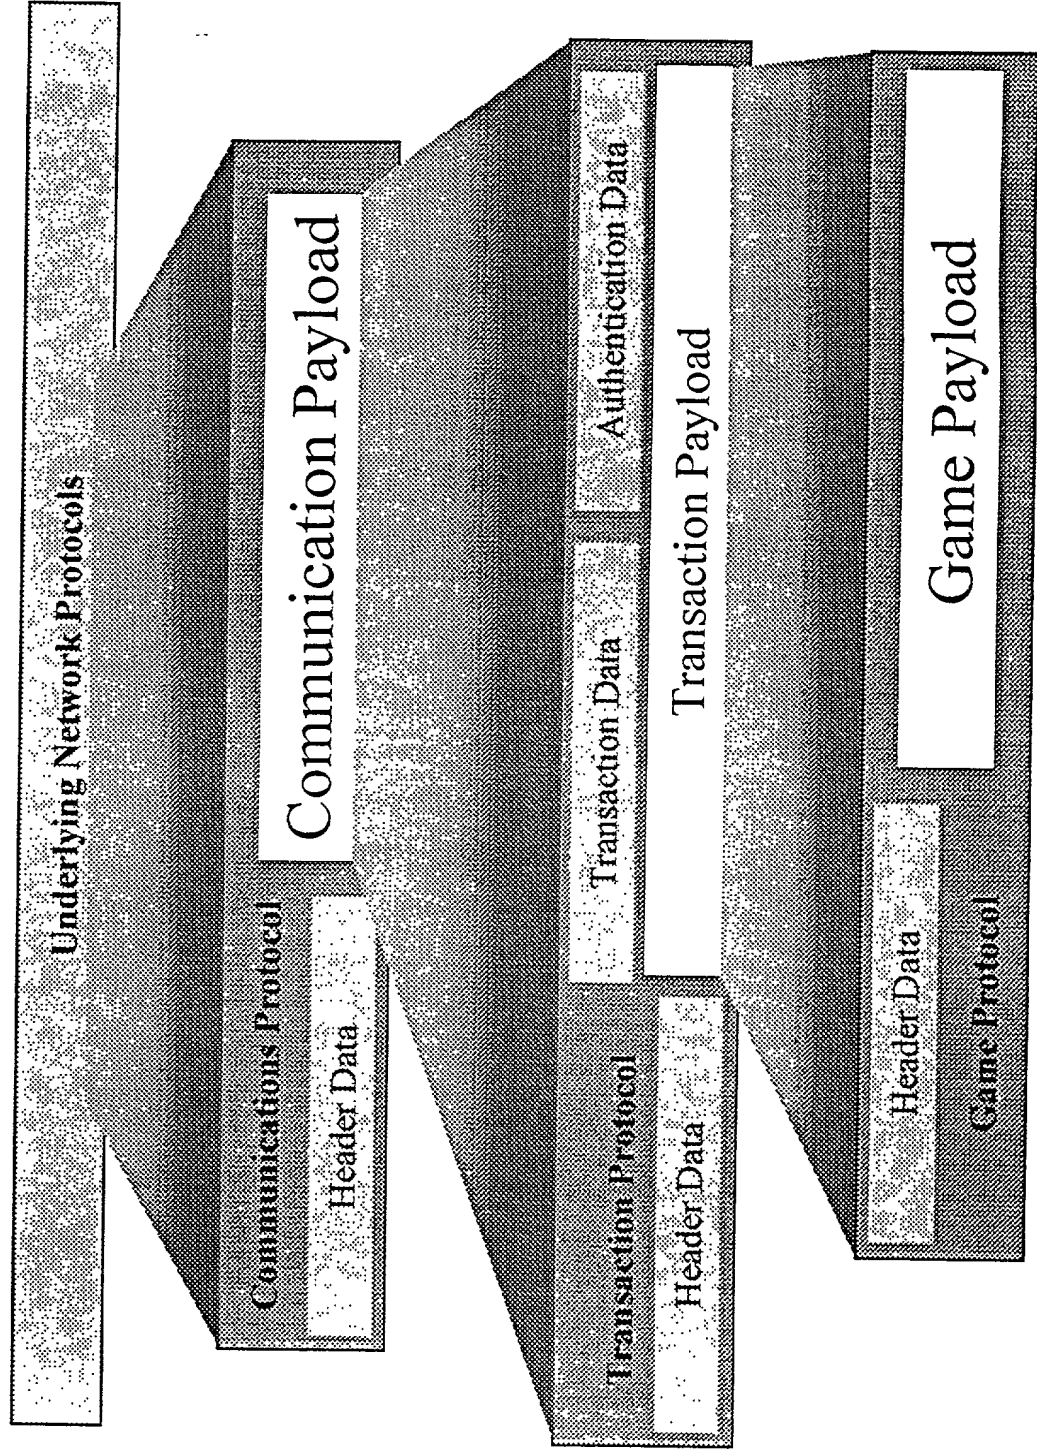 Underlying Network Protocols
Communications Protocol
Header Data
Communication Payload
Transaction Protocol
Header Data
Transaction Data
Authentication Data
Transaction Payload
Header Data
Game Protocol
Game Payload